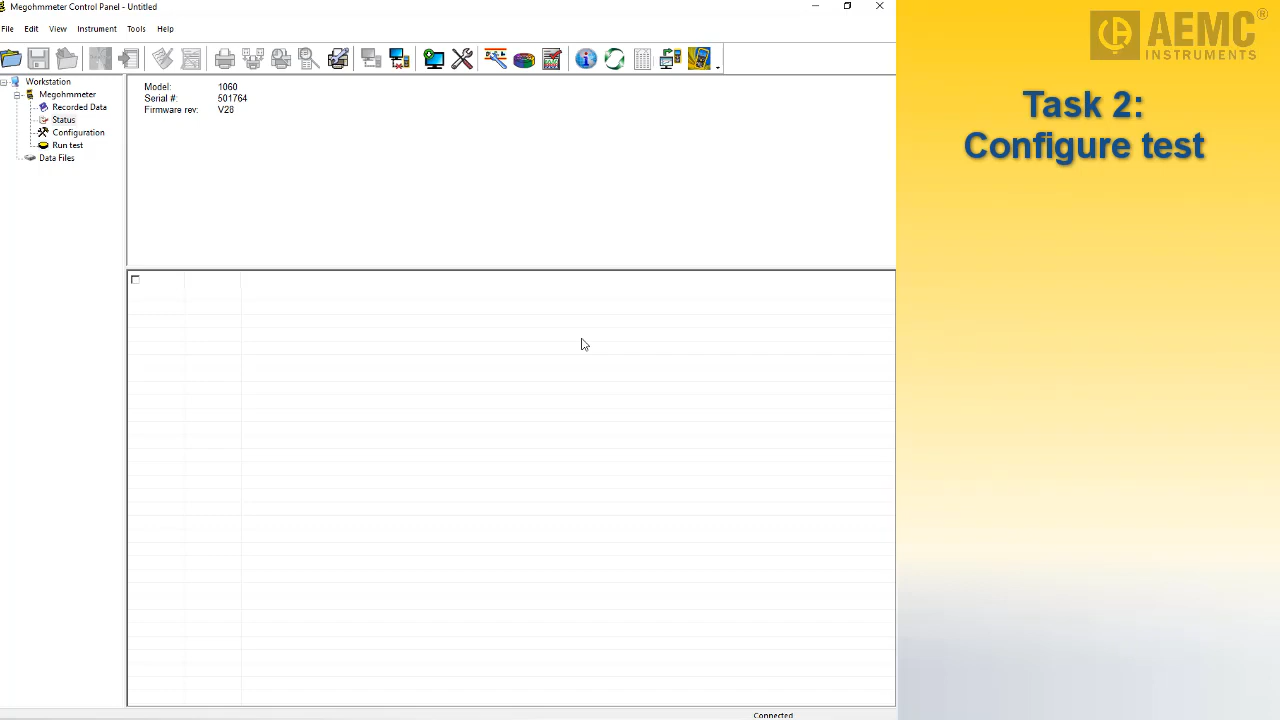 Megohmmeter Control Panel - Untitled
File Edit View Instrument Tools Help
Workstation
Megohmmeter
Recorded Data
Status
Configuration
Run test
Data Files
Model: 1060
Serial #: 501764
Firmware rev: V28
Connected
AEMC®
INSTRUMENTS
Task 2:
Configure test